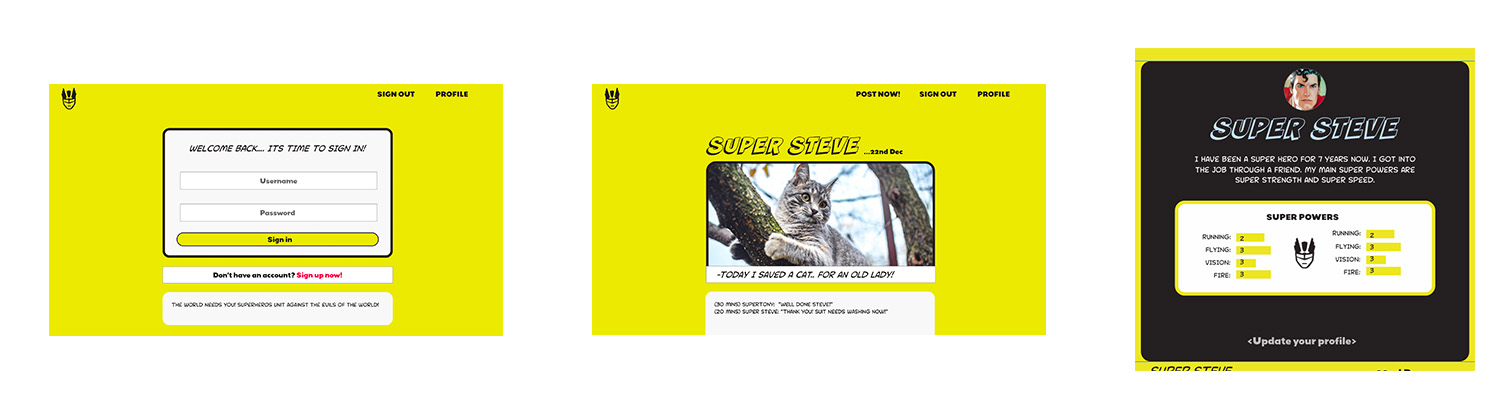 SIGN OUT PROFILE
WELCOME BACK.... ITS TIME TO SIGN IN!
Username
Password
Sign in
Don't have an account? Sign up now!
THE WORLD NEEDS YOU! SUPERHEROS UNIT AGAINST THE EVILS OF THE WORLD!
POST NOW! SIGN OUT PROFILE
SUPER STEVE ...22nd Dec
-TODAY I SAVED A CAT.. FOR AN OLD LADY!
(30 MINS) SUPERTONY: "WELL DONE STEVE!"
(20 MINS) SUPER STEVE: "THANK YOU! SUIT NEEDS WASHING NOW!"
SUPER STEVE
I HAVE BEEN A SUPER HERO FOR 7 YEARS NOW. I GOT INTO
THE JOB THROUGH A FRIEND. MY MAIN SUPER POWERS ARE
SUPER STRENGTH AND SUPER SPEED.
SUPER POWERS
RUNNING: 2
FLYING: 3
VISION: 3
FIRE: 3
RUNNING: 2
FLYING: 3
VISION: 3
FIRE: 3
<Update your profile>
SUPER STEVE